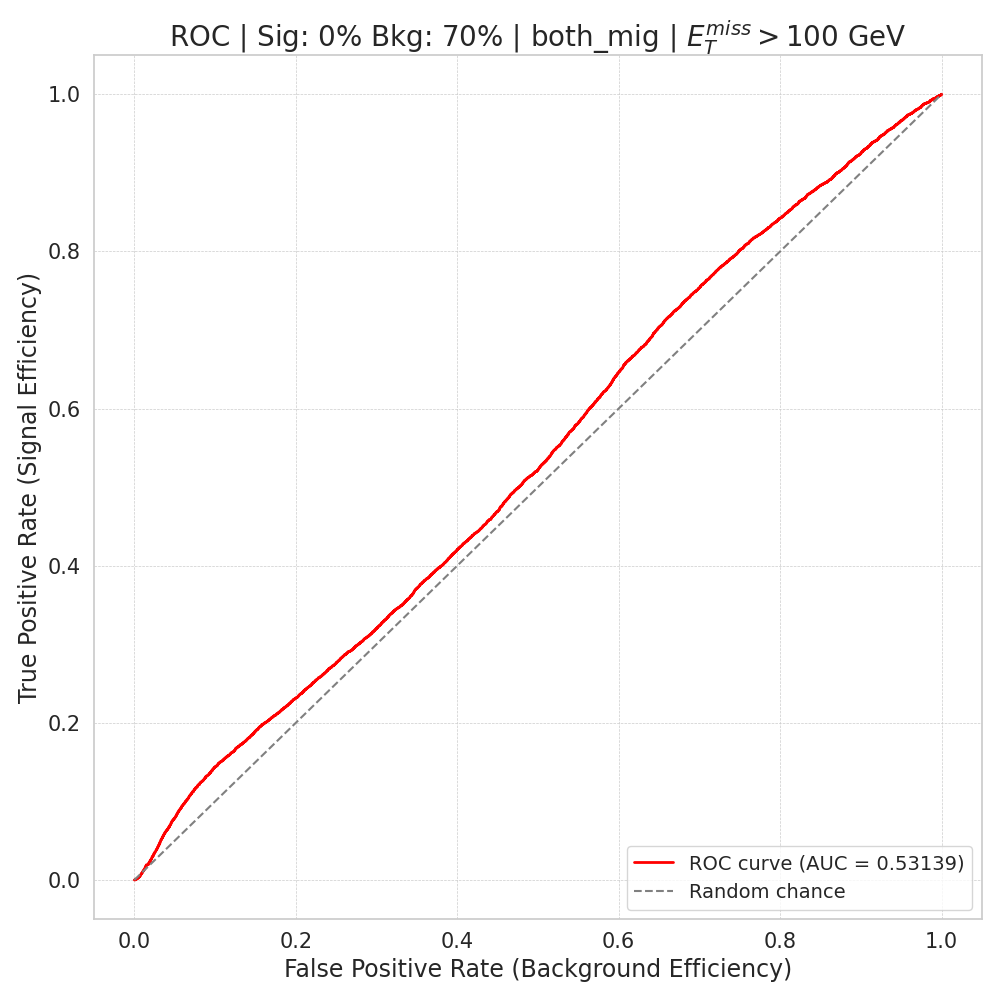 ROC | Sig: 0% Bkg: 70% | both_mig | $E_T^{miss} > 100$ GeV
True Positive Rate (Signal Efficiency)
1.0
0.8
0.6
0.4
0.2
0.0
ROC curve (AUC = 0.53139)
Random chance
0.0 0.2 0.4 0.6 0.8 1.0
False Positive Rate (Background Efficiency)